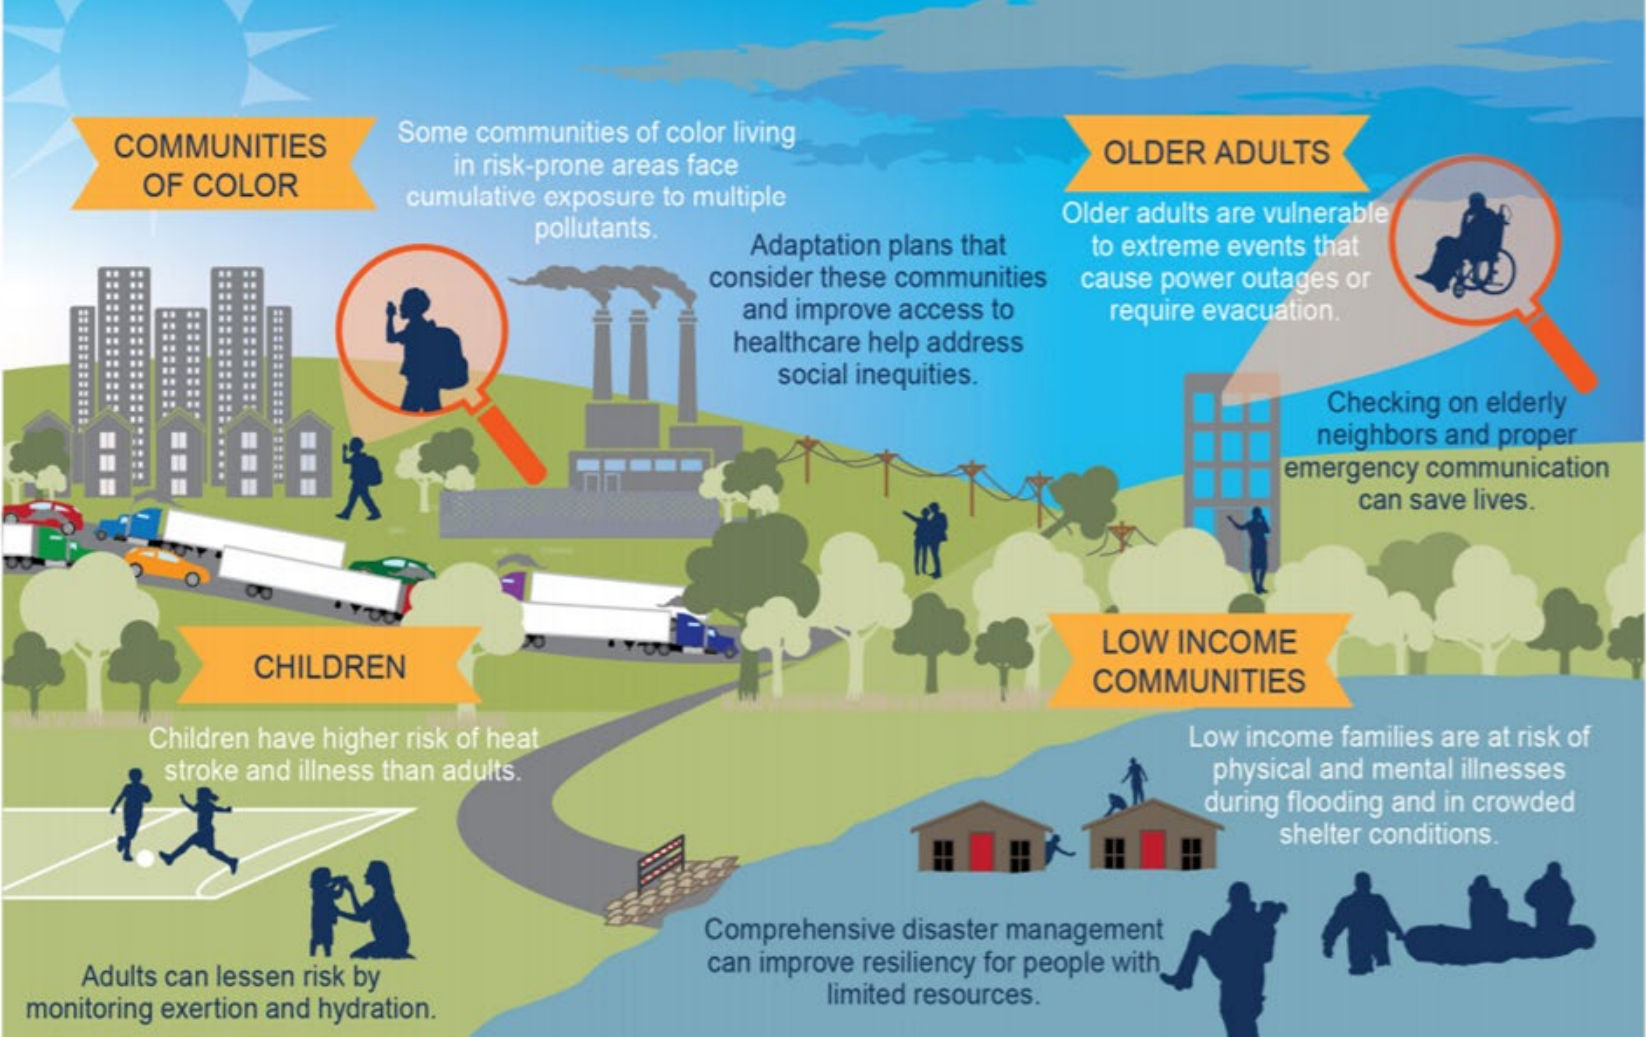 COMMUNITIES
OF COLOR
Some communities of color living
in risk-prone areas face
cumulative exposure to multiple
pollutants.
Adaptation plans that
consider these communities
and improve access to
healthcare help address
social inequities.
OLDER ADULTS
Older adults are vulnerable
to extreme events that
cause power outages or
require evacuation.
Checking on elderly
neighbors and proper
emergency communication
can save lives.
CHILDREN
Children have higher risk of heat
stroke and illness than adults.
Adults can lessen risk by
monitoring exertion and hydration.
LOW INCOME
COMMUNITIES
Low income families are at risk of
physical and mental illnesses
during flooding and in crowded
shelter conditions.
Comprehensive disaster management
can improve resiliency for people with
limited resources.